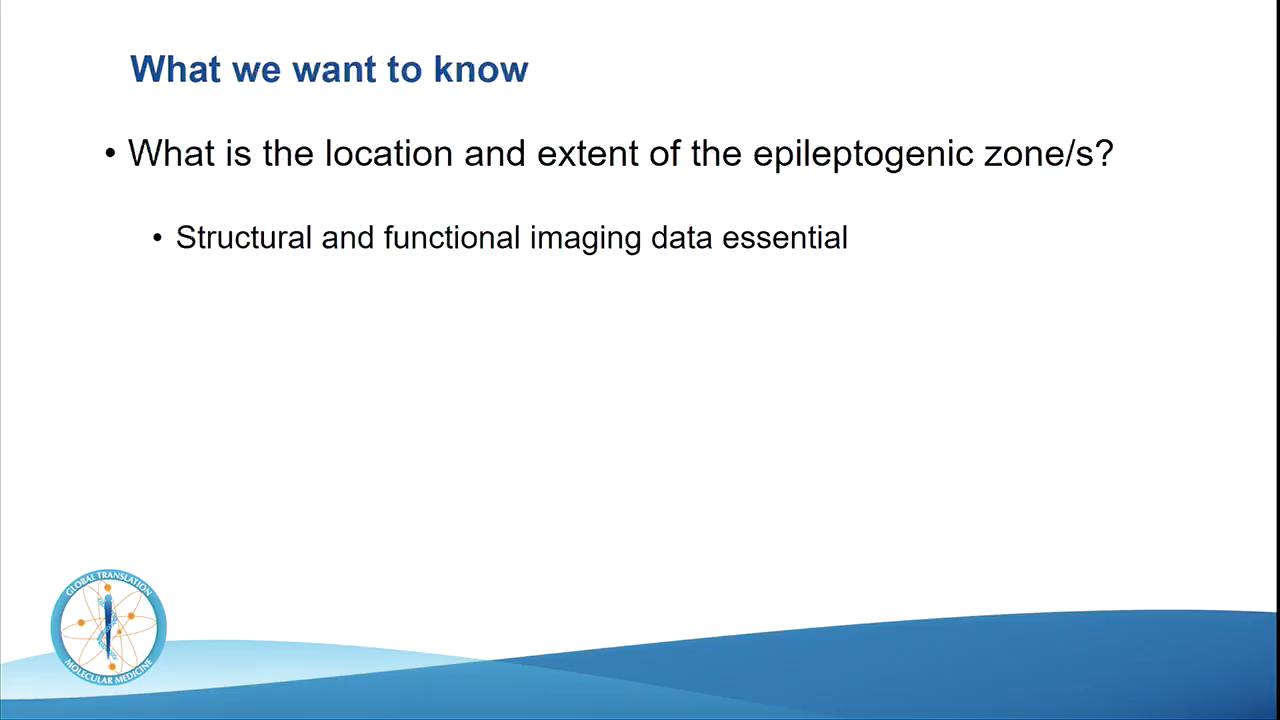 What we want to know
• What is the location and extent of the epileptogenic zone/s?
• Structural and functional imaging data essential
GLOBAL TRANSLATION
MOLECULAR MEDICINE